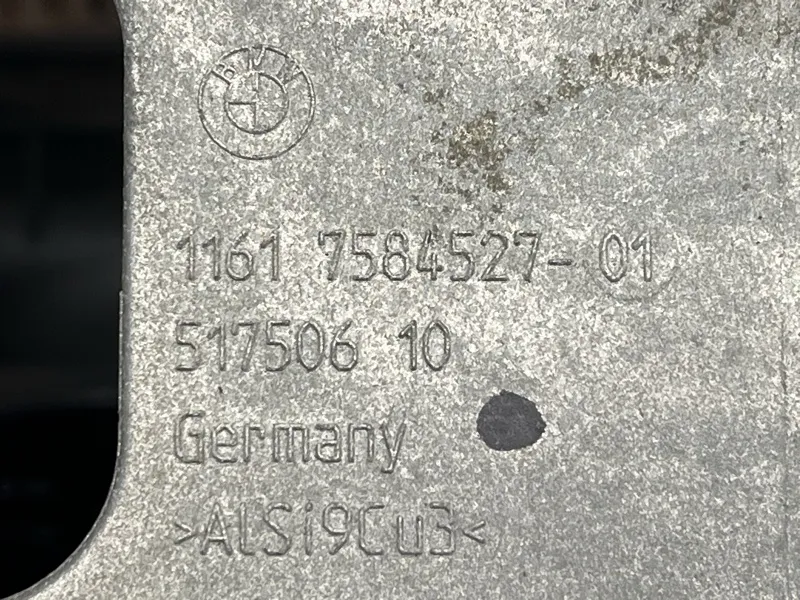 BMW
1161 7584527- 01
517506 10
Germany
>AlSi9Cu3<